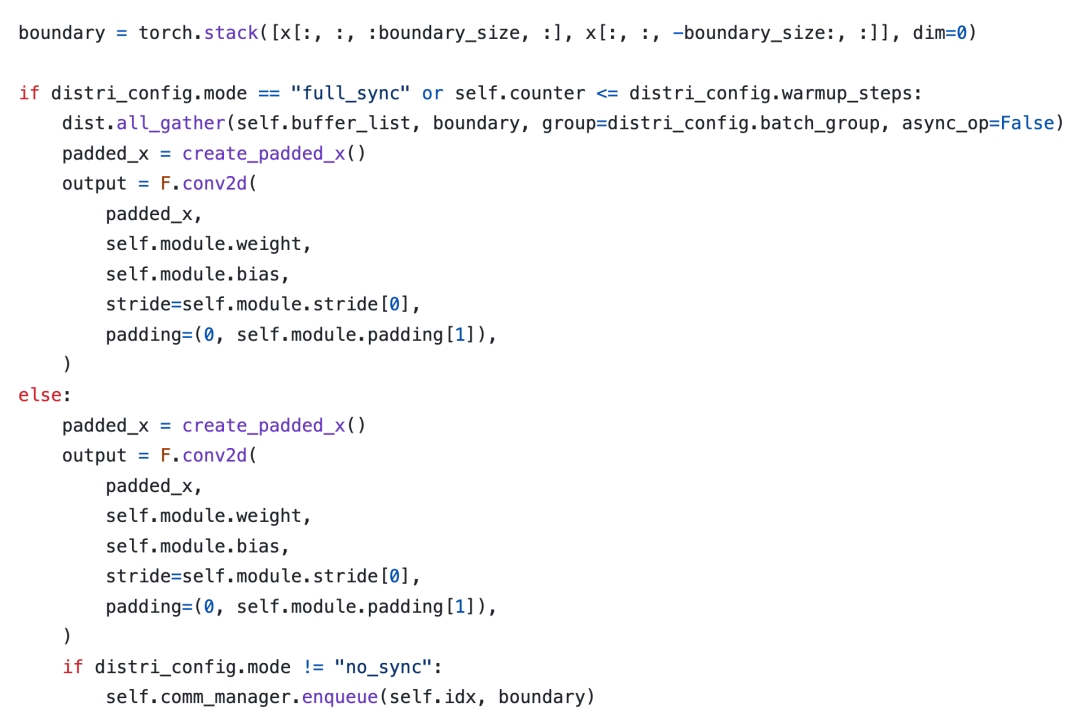 boundary = torch.stack([x[:, :, :boundary_size, :], x[:, :, -boundary_size:, :]], dim=0)

if distri_config.mode == "full_sync" or self.counter <= distri_config.warmup_steps:
    dist.all_gather(self.buffer_list, boundary, group=distri_config.batch_group, async_op=False)
    padded_x = create_padded_x()
    output = F.conv2d(
        padded_x,
        self.module.weight,
        self.module.bias,
        stride=self.module.stride[0],
        padding=(0, self.module.padding[1]),
    )
else:
    padded_x = create_padded_x()
    output = F.conv2d(
        padded_x,
        self.module.weight,
        self.module.bias,
        stride=self.module.stride[0],
        padding=(0, self.module.padding[1]),
    )
    if distri_config.mode != "no_sync":
        self.comm_manager.enqueue(self.idx, boundary)